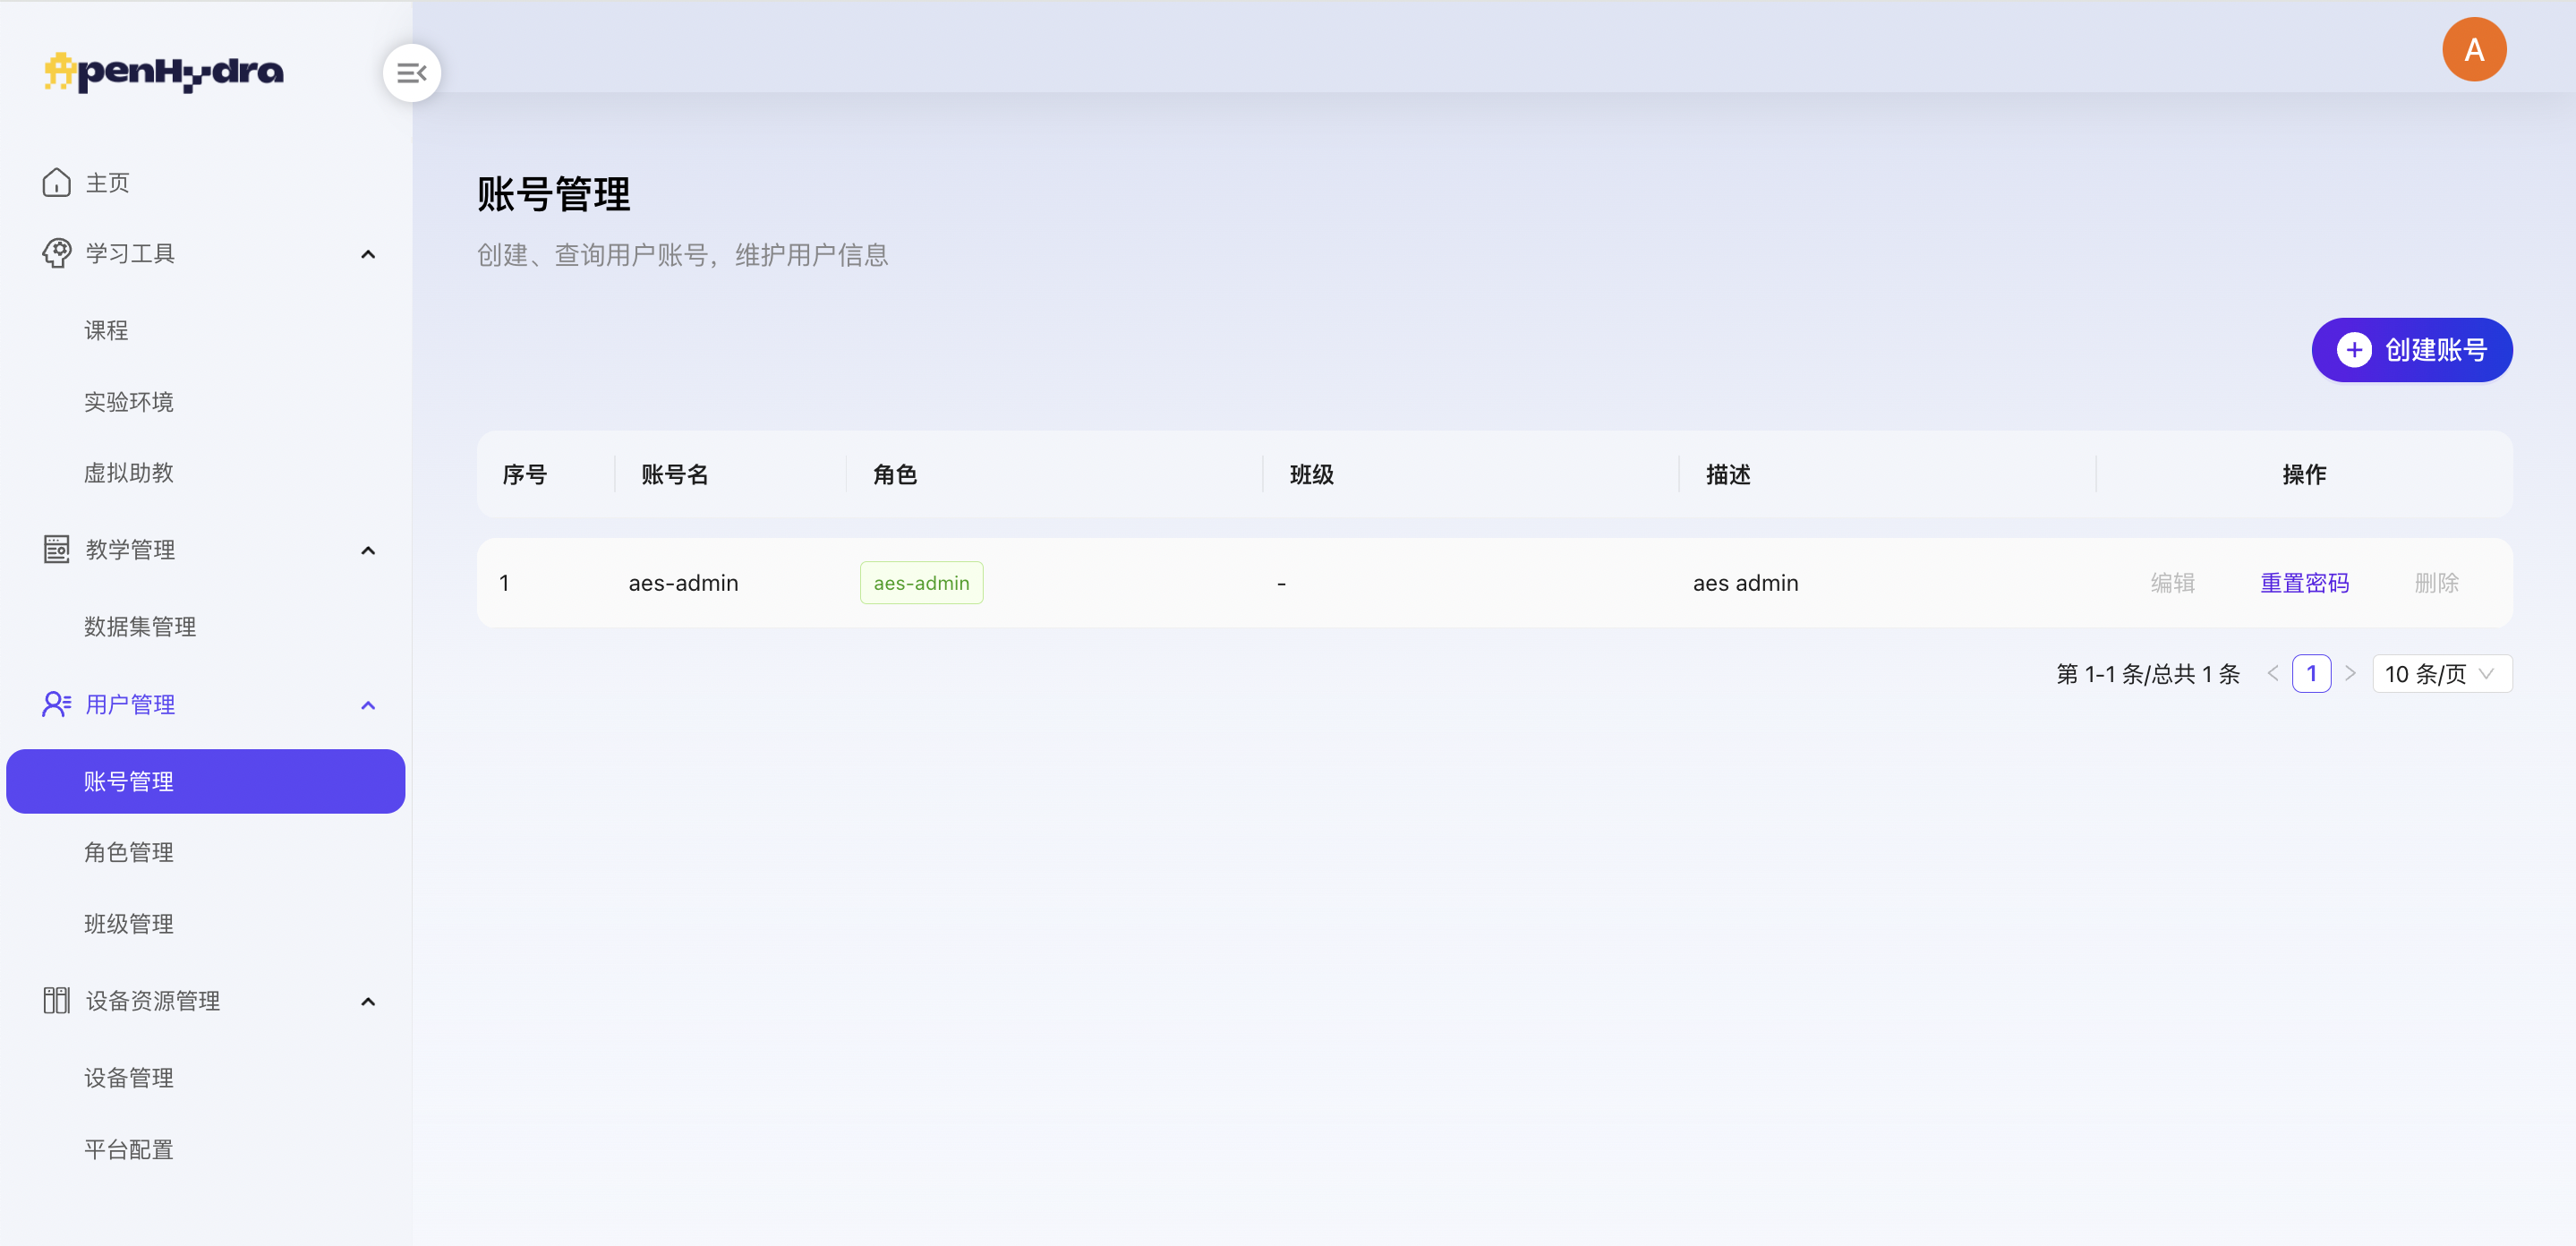 OpenHydra
A
主页
学习工具
课程
实验环境
虚拟助教
教学管理
数据集管理
用户管理
账号管理
角色管理
班级管理
设备资源管理
设备管理
平台配置
账号管理
创建、查询用户账号，维护用户信息
创建账号
序号 账号名 角色 班级 描述 操作
1 aes-admin aes-admin - aes admin 编辑 重置密码 删除
第 1-1 条/总共 1 条 1 10 条/页